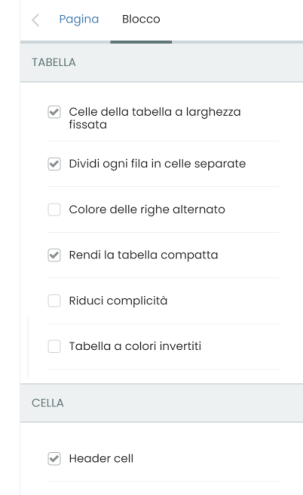 Pagina Blocco
TABELLA
Celle della tabella a larghezza
fissata
Dividi ogni fila in celle separate
Colore delle righe alternato
Rendi la tabella compatta
Riduci complicità
Tabella a colori invertiti
CELLA
Header cell